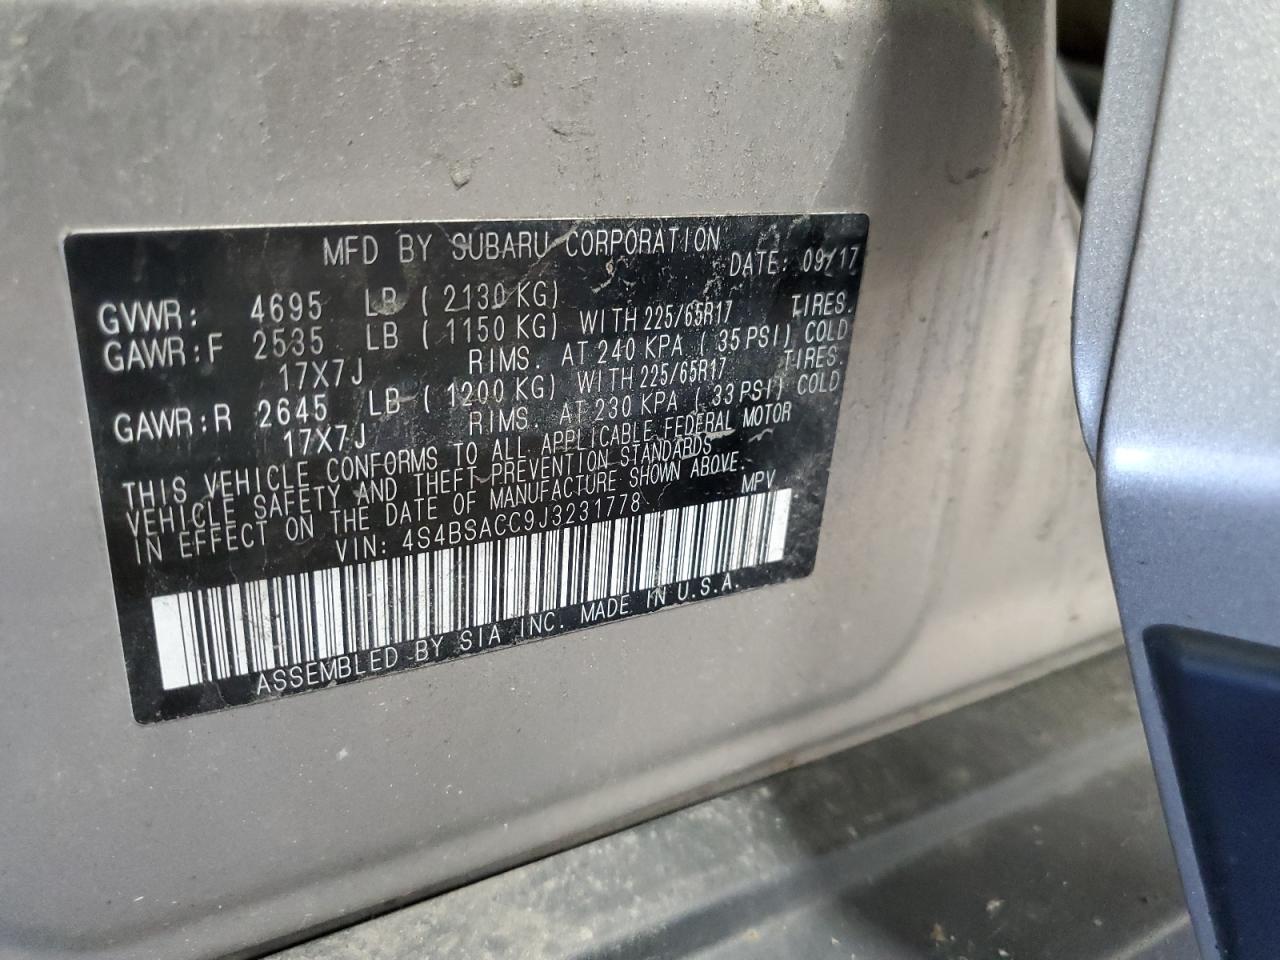 MFD BY SUBARU CORPORATION
DATE: 09/17
GVWR: 4695 LB ( 2130 KG)
GAWR:F 2535 LB ( 1150 KG) WITH 225/65R17 TIRES.
17X7J RIMS. AT 240 KPA ( 35 PSI) COLD
GAWR:R 2645 LB ( 1200 KG) WITH 225/65R17 TIRES.
17X7J RIMS. AT 230 KPA ( 33 PSI) COLD
THIS VEHICLE CONFORMS TO ALL APPLICABLE FEDERAL MOTOR
VEHICLE SAFETY AND THEFT PREVENTION STANDARDS
IN EFFECT ON THE DATE OF MANUFACTURE SHOWN ABOVE.
VIN: 4S4BSACC9J3231778 MPV
ASSEMBLED BY SIA INC. MADE IN U.S.A.